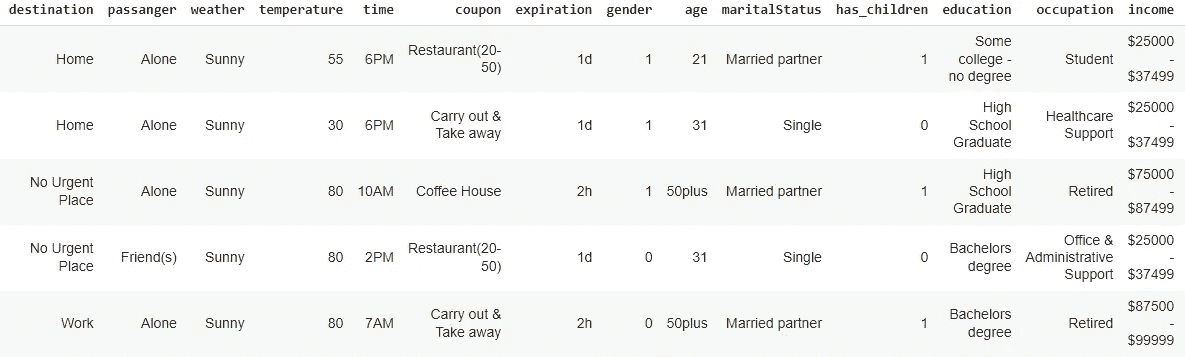 destination passanger weather temperature time coupon expiration gender age maritalStatus has_children education occupation income
Home Alone Sunny 55 6PM Restaurant(20-50) 1d 1 21 Married partner 1 Some college - no degree Student $25000 - $37499
Home Alone Sunny 30 6PM Carry out & Take away 1d 1 31 Single 0 High School Graduate Healthcare Support $25000 - $37499
No Urgent Place Alone Sunny 80 10AM Coffee House 2h 1 50plus Married partner 1 High School Graduate Retired $75000 - $87499
No Urgent Place Friend(s) Sunny 80 2PM Restaurant(20-50) 1d 0 31 Single 0 Bachelors degree Office & Administrative Support $25000 - $37499
Work Alone Sunny 80 7AM Carry out & Take away 2h 0 50plus Married partner 1 Bachelors degree Retired $87500 - $99999